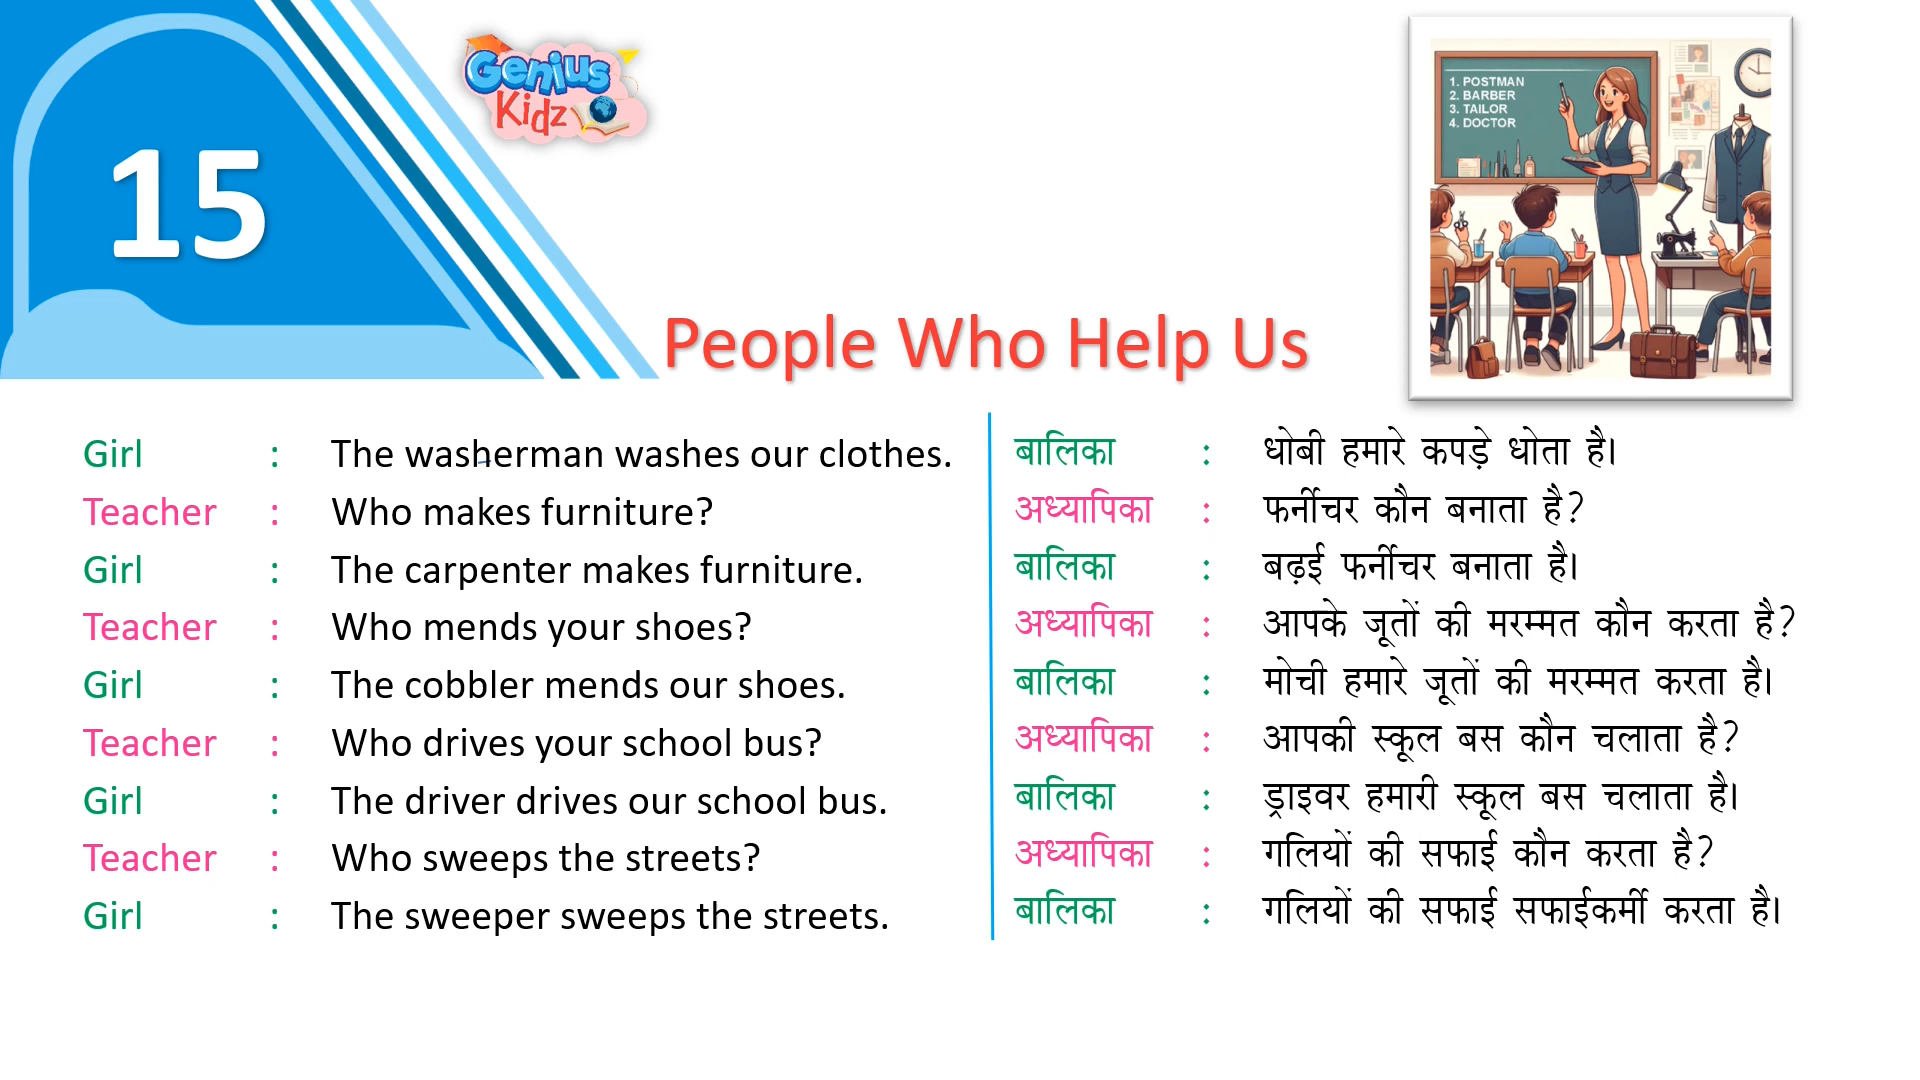 15
Genius
Kidz
1. POSTMAN
2. BARBER
3. TAILOR
4. DOCTOR
People Who Help Us
Girl : The washerman washes our clothes.
Teacher : Who makes furniture?
Girl : The carpenter makes furniture.
Teacher : Who mends your shoes?
Girl : The cobbler mends our shoes.
Teacher : Who drives your school bus?
Girl : The driver drives our school bus.
Teacher : Who sweeps the streets?
Girl : The sweeper sweeps the streets.
बालिका : धोबी हमारे कपड़े धोता है।
अध्यापिका : फर्नीचर कौन बनाता है?
बालिका : बढ़ई फर्नीचर बनाता है।
अध्यापिका : आपके जूतों की मरम्मत कौन करता है?
बालिका : मोची हमारे जूतों की मरम्मत करता है।
अध्यापिका : आपकी स्कूल बस कौन चलाता है?
बालिका : ड्राइवर हमारी स्कूल बस चलाता है।
अध्यापिका : गलियों की सफाई कौन करता है?
बालिका : गलियों की सफाई सफाईकर्मी करता है।